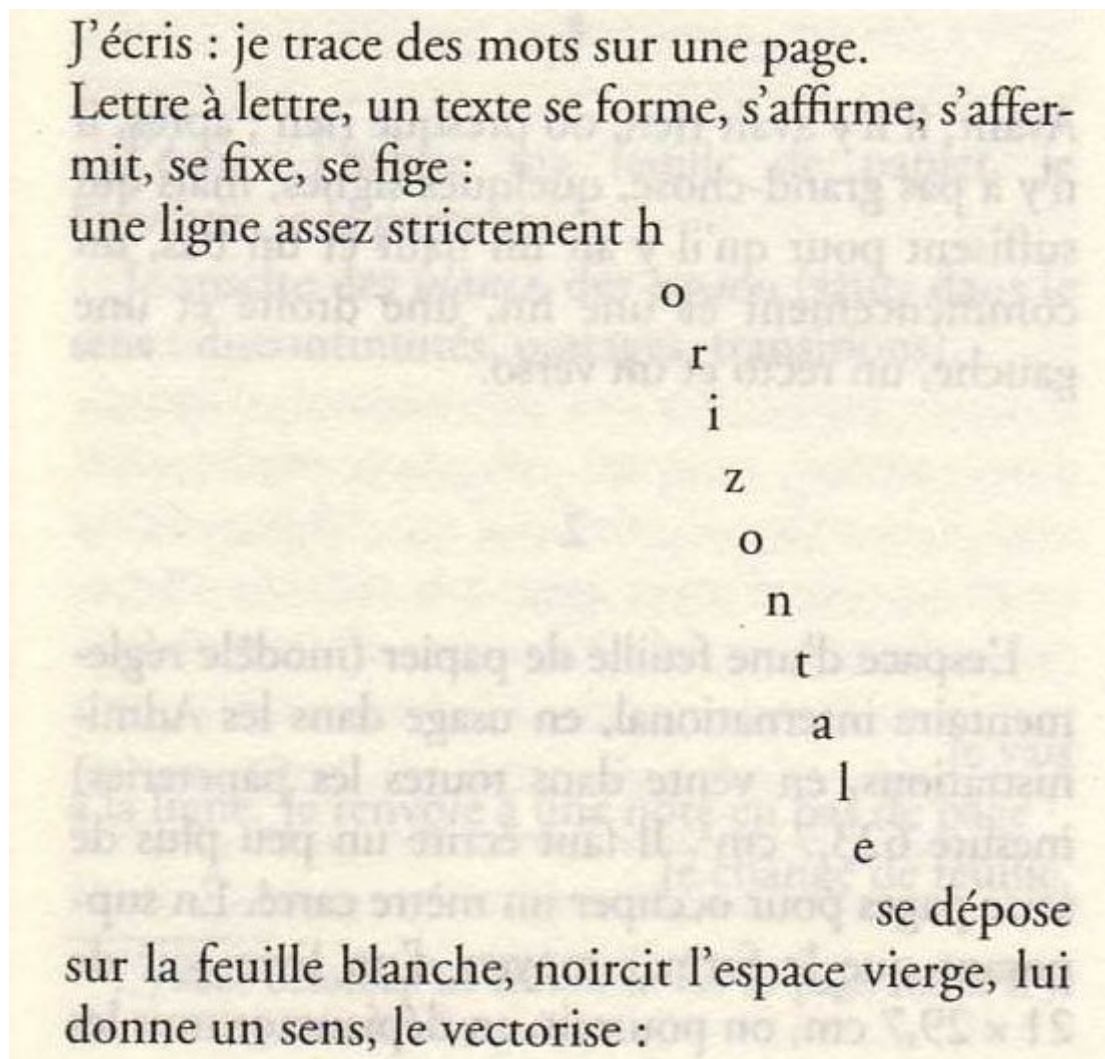 J'écris : je trace des mots sur une page.
Lettre à lettre, un texte se forme, s'affirme, s'affer-
mit, se fixe, se fige :
une ligne assez strictement h
o
r
i
z
o
n
t
a
l
e
se dépose
sur la feuille blanche, noircit l'espace vierge, lui
donne un sens, le vectorise :